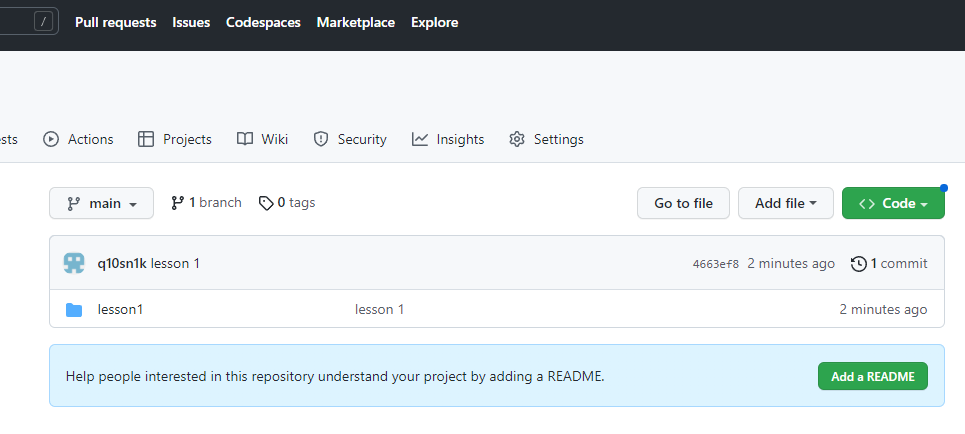 / Pull requests Issues Codespaces Marketplace Explore
sts Actions Projects Wiki Security Insights Settings
main 1 branch 0 tags Go to file Add file Code
q10sn1k lesson 1 4663ef8 2 minutes ago 1 commit
lesson1 lesson 1 2 minutes ago
Help people interested in this repository understand your project by adding a README. Add a README